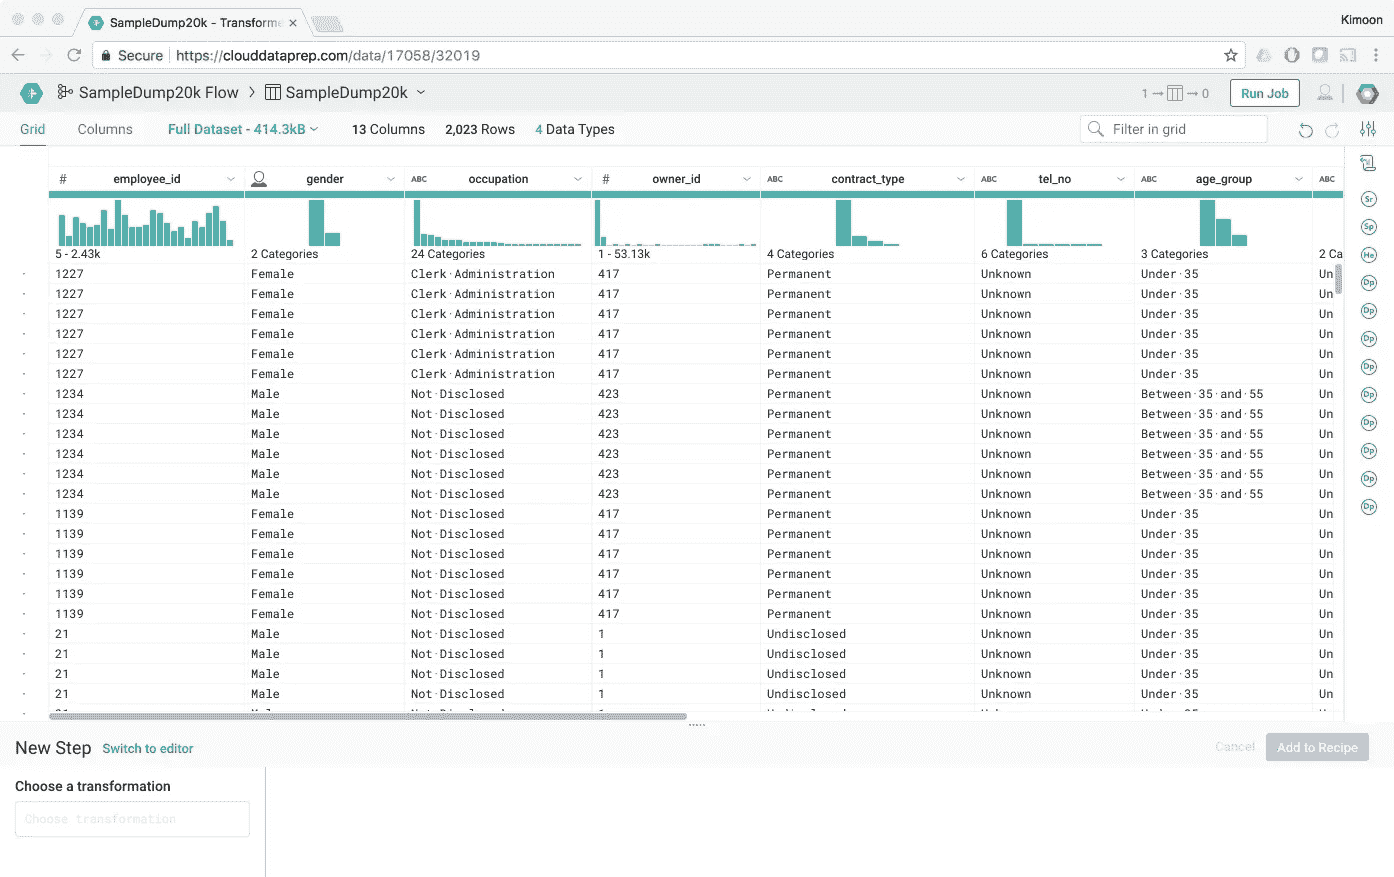 SampleDump20k - Transforme
Kimoon
Secure https://clouddataprep.com/data/17058/32019
SampleDump20k Flow > SampleDump20k 1 → → 0 Run Job
Grid Columns Full Dataset - 414.3kB 13 Columns 2,023 Rows 4 Data Types Filter in grid
# employee_id gender ABC occupation # owner_id ABC contract_type ABC tel_no ABC age_group ABC
Sr
Sp
5 - 2.43k 2 Categories 24 Categories 1 - 53.13k 4 Categories 6 Categories 3 Categories 2 Ca He
1227 Female Clerk·Administration 417 Permanent Unknown Under·35 Un
1227 Female Clerk·Administration 417 Permanent Unknown Under·35 Un Dp
1227 Female Clerk·Administration 417 Permanent Unknown Under·35 Un Dp
1227 Female Clerk·Administration 417 Permanent Unknown Under·35 Un Dp
1227 Female Clerk·Administration 417 Permanent Unknown Under·35 Un
1227 Female Clerk·Administration 417 Permanent Unknown Under·35 Un Dp
1234 Male Not·Disclosed 423 Permanent Unknown Between·35·and·55 Un Dp
1234 Male Not·Disclosed 423 Permanent Unknown Between·35·and·55 Un Dp
1234 Male Not·Disclosed 423 Permanent Unknown Between·35·and·55 Un
1234 Male Not·Disclosed 423 Permanent Unknown Between·35·and·55 Un Dp
1234 Male Not·Disclosed 423 Permanent Unknown Between·35·and·55 Un Dp
1234 Male Not·Disclosed 423 Permanent Unknown Between·35·and·55 Un Dp
1139 Female Not·Disclosed 417 Permanent Unknown Under·35 Un
1139 Female Not·Disclosed 417 Permanent Unknown Under·35 Un
1139 Female Not·Disclosed 417 Permanent Unknown Under·35 Un
1139 Female Not·Disclosed 417 Permanent Unknown Under·35 Un
1139 Female Not·Disclosed 417 Permanent Unknown Under·35 Un
1139 Female Not·Disclosed 417 Permanent Unknown Under·35 Un
21 Male Not·Disclosed 1 Undisclosed Unknown Under·35 Un
21 Male Not·Disclosed 1 Undisclosed Unknown Under·35 Un
21 Male Not·Disclosed 1 Undisclosed Unknown Under·35 Un
21 Male Not·Disclosed 1 Undisclosed Unknown Under·35 Un
New Step Switch to editor Cancel Add to Recipe
Choose a transformation
Choose transformation